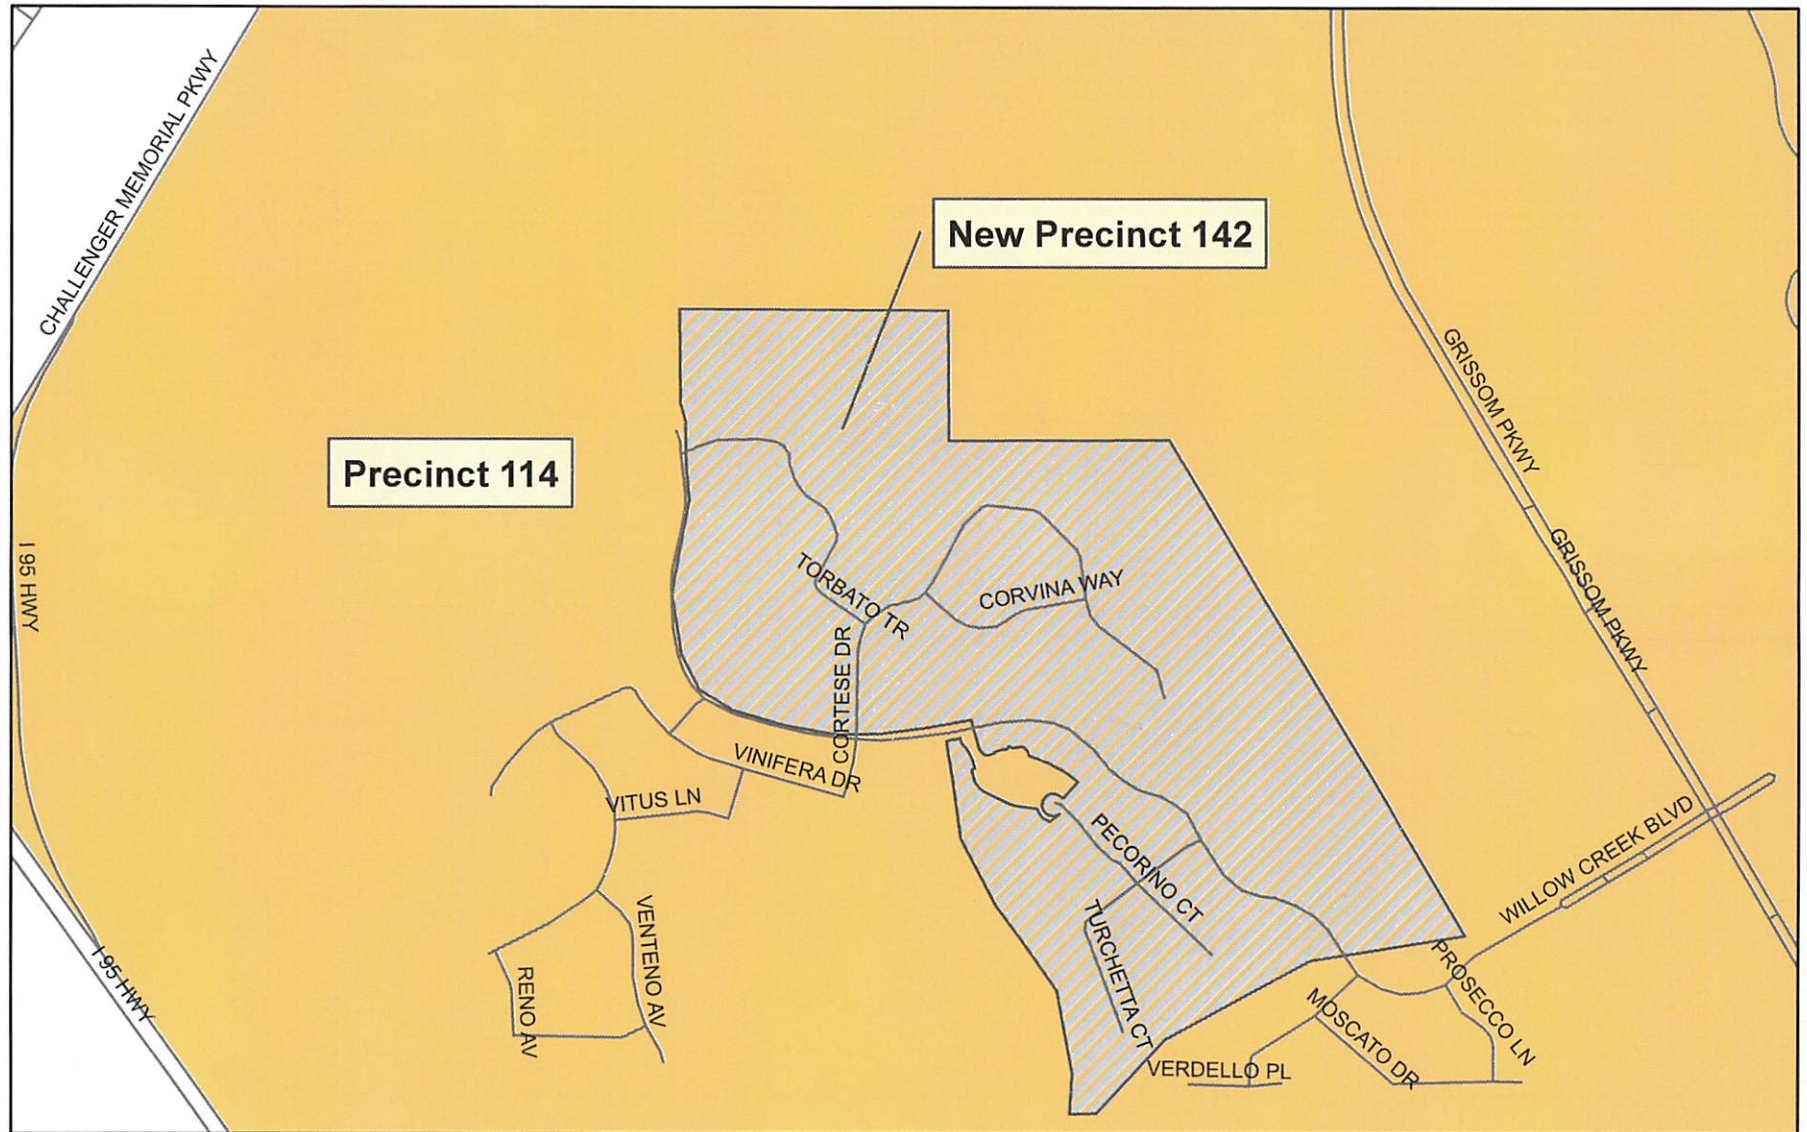 CHALLENGER MEMORIAL PKWY
New Precinct 142
GRISSOM PKWY
Precinct 114
I 95 HWY
GRISSOM PKWY
TORBATO TR
CORVINA WAY
CORTESE DR
VINIFERA DR
VITUS LN
PECORINO CT
WILLOW CREEK BLVD
TURCHETTA CT
VENTENO AV
RENO AV
I 95 HWY
PROSECCO LN
MOSCATO DR
VERDELLO PL